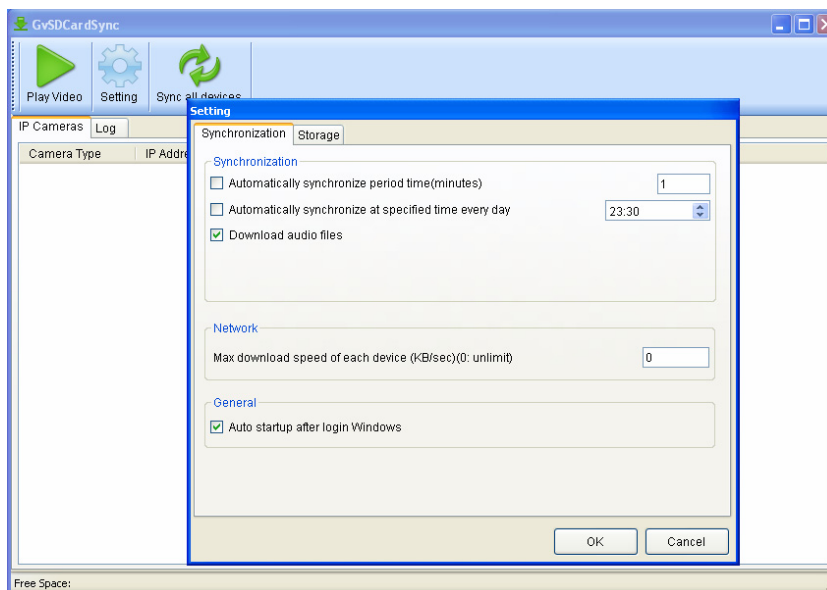 GvSDCardSync
Play Video Setting Sync all devices
IP Cameras Log
Camera Type IP Addre
Setting
Synchronization Storage
Synchronization
Automatically synchronize period time(minutes) 1
Automatically synchronize at specified time every day 23:30
Download audio files
Network
Max download speed of each device (KB/sec)(0: unlimit) 0
General
Auto startup after login Windows
OK Cancel
Free Space: